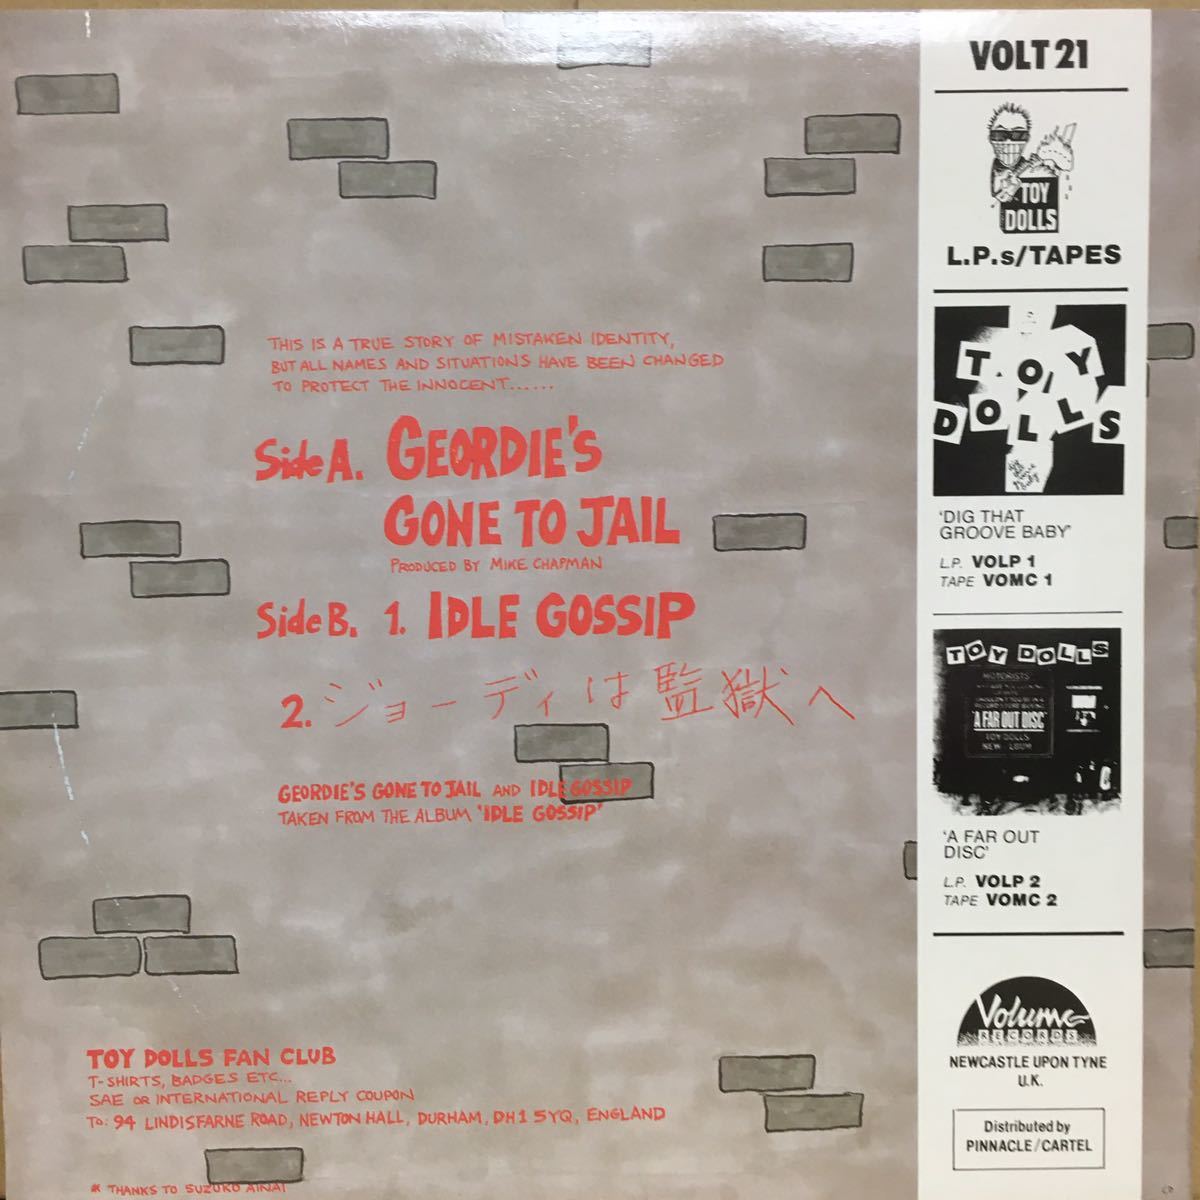 THIS IS A TRUE STORY OF MISTAKEN IDENTITY,
BUT ALL NAMES AND SITUATIONS HAVE BEEN CHANGED
TO PROTECT THE INNOCENT......
Side A. GEORDIE'S
GONE TO JAIL
PRODUCED BY MIKE CHAPMAN
Side B. 1. IDLE GOSSIP
2. ジョーディは監獄へ
GEORDIE'S GONE TO JAIL AND IDLE GOSSIP
TAKEN FROM THE ALBUM 'IDLE GOSSIP'
TOY DOLLS FAN CLUB
T-SHIRTS, BADGES ETC...
SAE OR INTERNATIONAL REPLY COUPON
TO: 94 LINDISFARNE ROAD, NEWTON HALL, DURHAM, DH1 5YQ, ENGLAND
* THANKS TO SUZUKO AINAI
VOLT 21
TOY
DOLLS
L.P.s/TAPES
TOY
DOLLS
'DIG THAT
GROOVE BABY'
L.P. VOLP 1
TAPE VOMC 1
TOY DOLLS
MOTORISTS
'A FAR OUT DISC'
TOY DOLLS
'A FAR OUT
DISC'
L.P. VOLP 2
TAPE VOMC 2
Volume
RECORDS
NEWCASTLE UPON TYNE
U.K.
Distributed by
PINNACLE/CARTEL